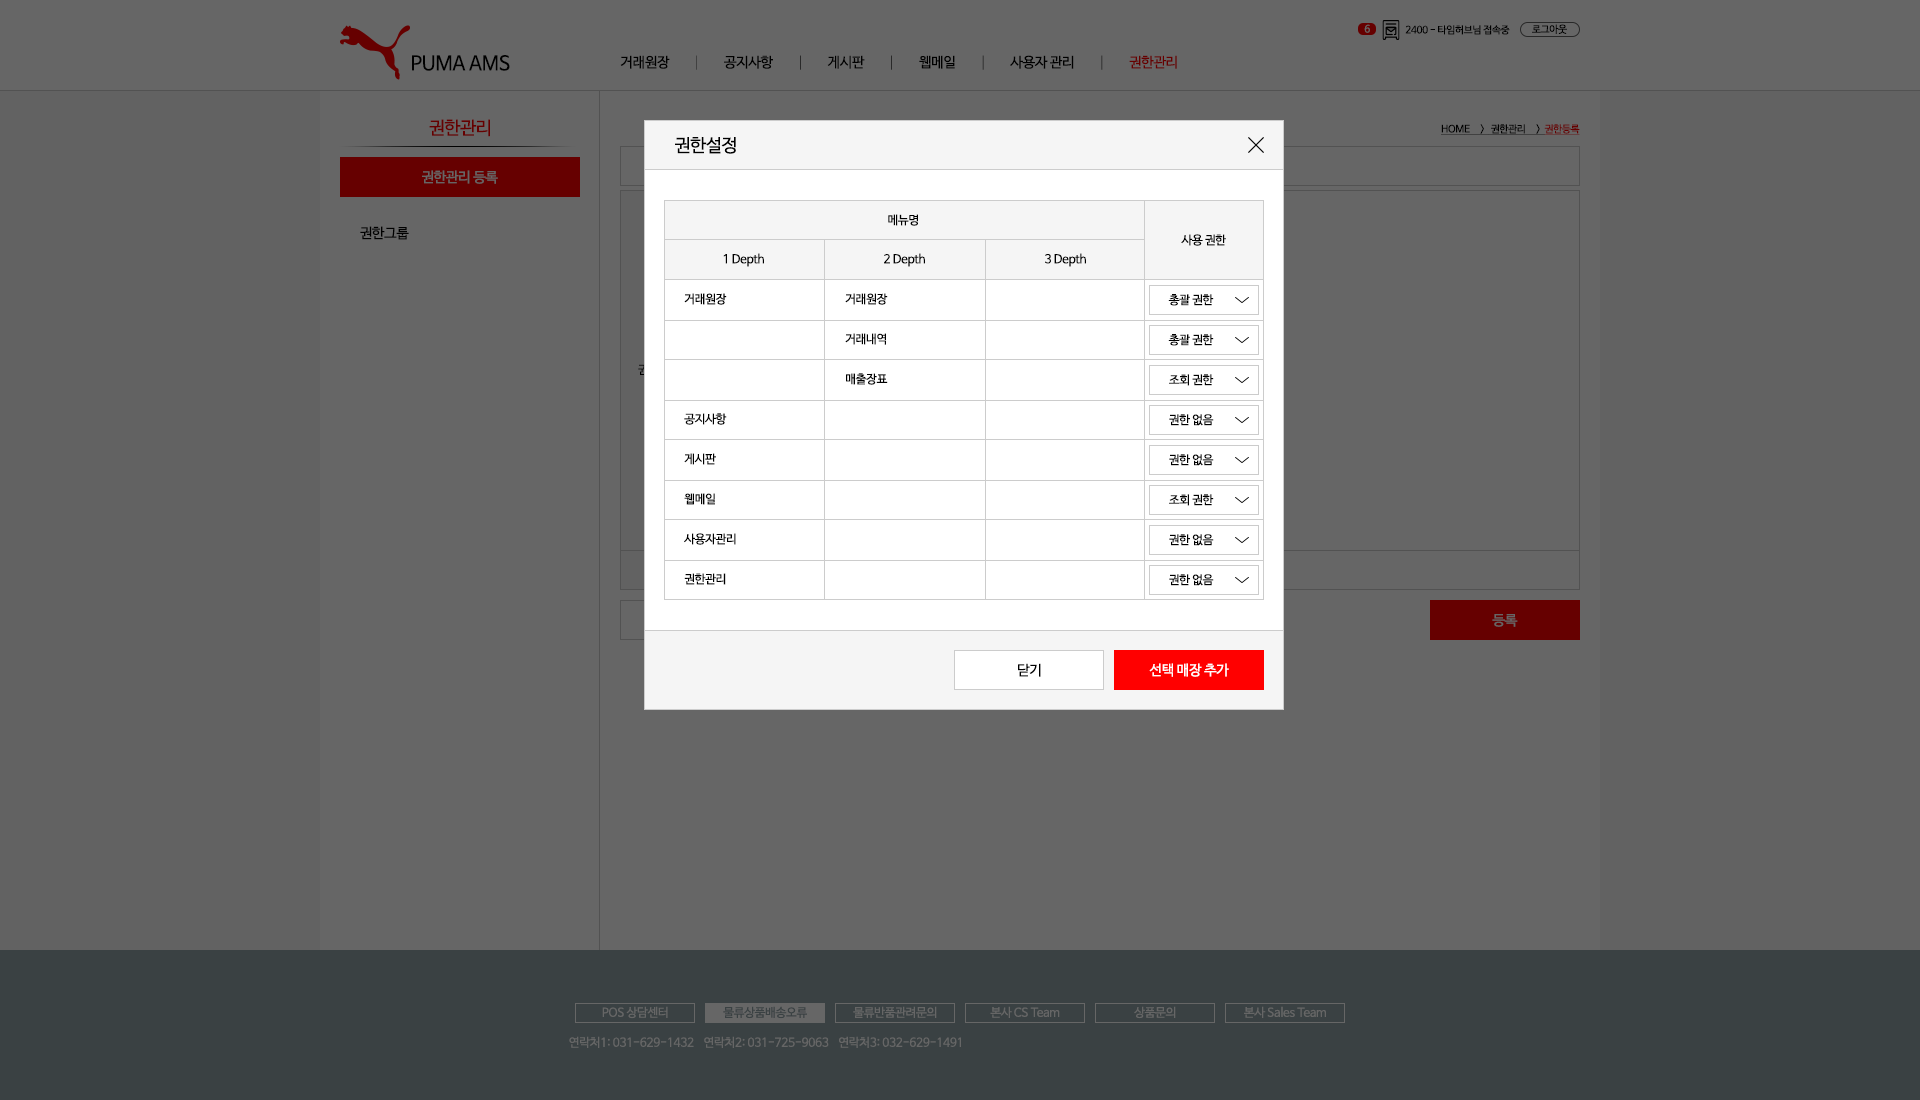 6 2400 - 타임허브님 접속중 로그아웃
PUMA AMS
거래원장 | 공지사항 | 게시판 | 웹메일 | 사용자 관리 | 권한관리
권한관리
HOME > 권한관리 > 권한등록
권한관리 등록
권한그룹
권한설정
메뉴명 사용 권한
1 Depth 2 Depth 3 Depth
거래원장 거래원장 총괄 권한
거래내역 총괄 권한
매출장표 조회 권한
공지사항 권한 없음
게시판 권한 없음
웹메일 조회 권한
사용자관리 권한 없음
권한관리 권한 없음
등록
닫기 선택 매장 추가
POS 상담센터 물류상품배송오류 물류반품관려문의 본사 CS Team 상품문의 본사 Sales Team
연락처1: 031-629-1432 연락처2: 031-725-9063 연락처3: 032-629-1491